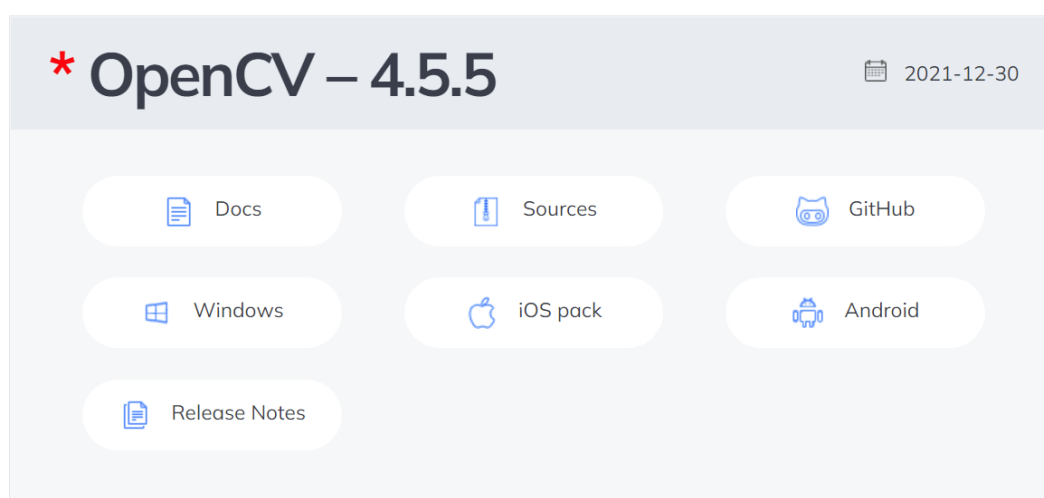 * OpenCV – 4.5.5
2021-12-30
Docs
Sources
GitHub
Windows
iOS pack
Android
Release Notes